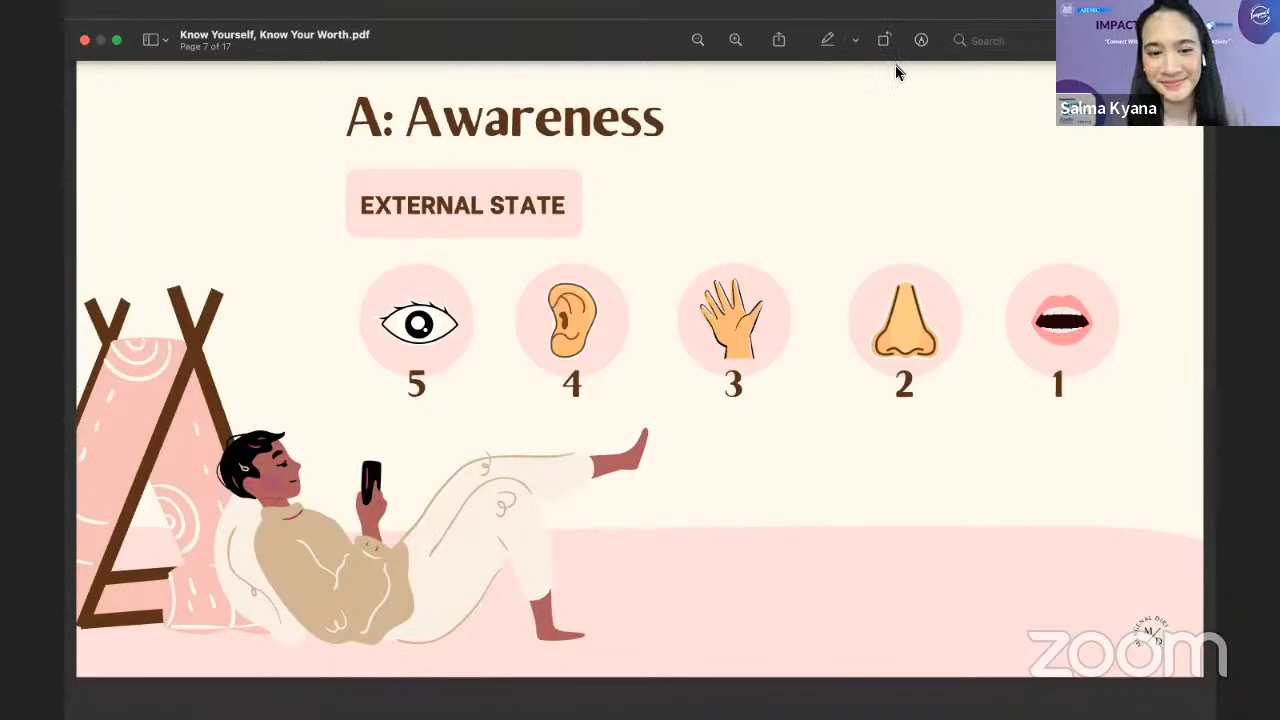 Know Yourself, Know Your Worth.pdf
Page 7 of 17
Search
IMPACT
Salma Kyana
A: Awareness
EXTERNAL STATE
5
4
3
2
1
zoom